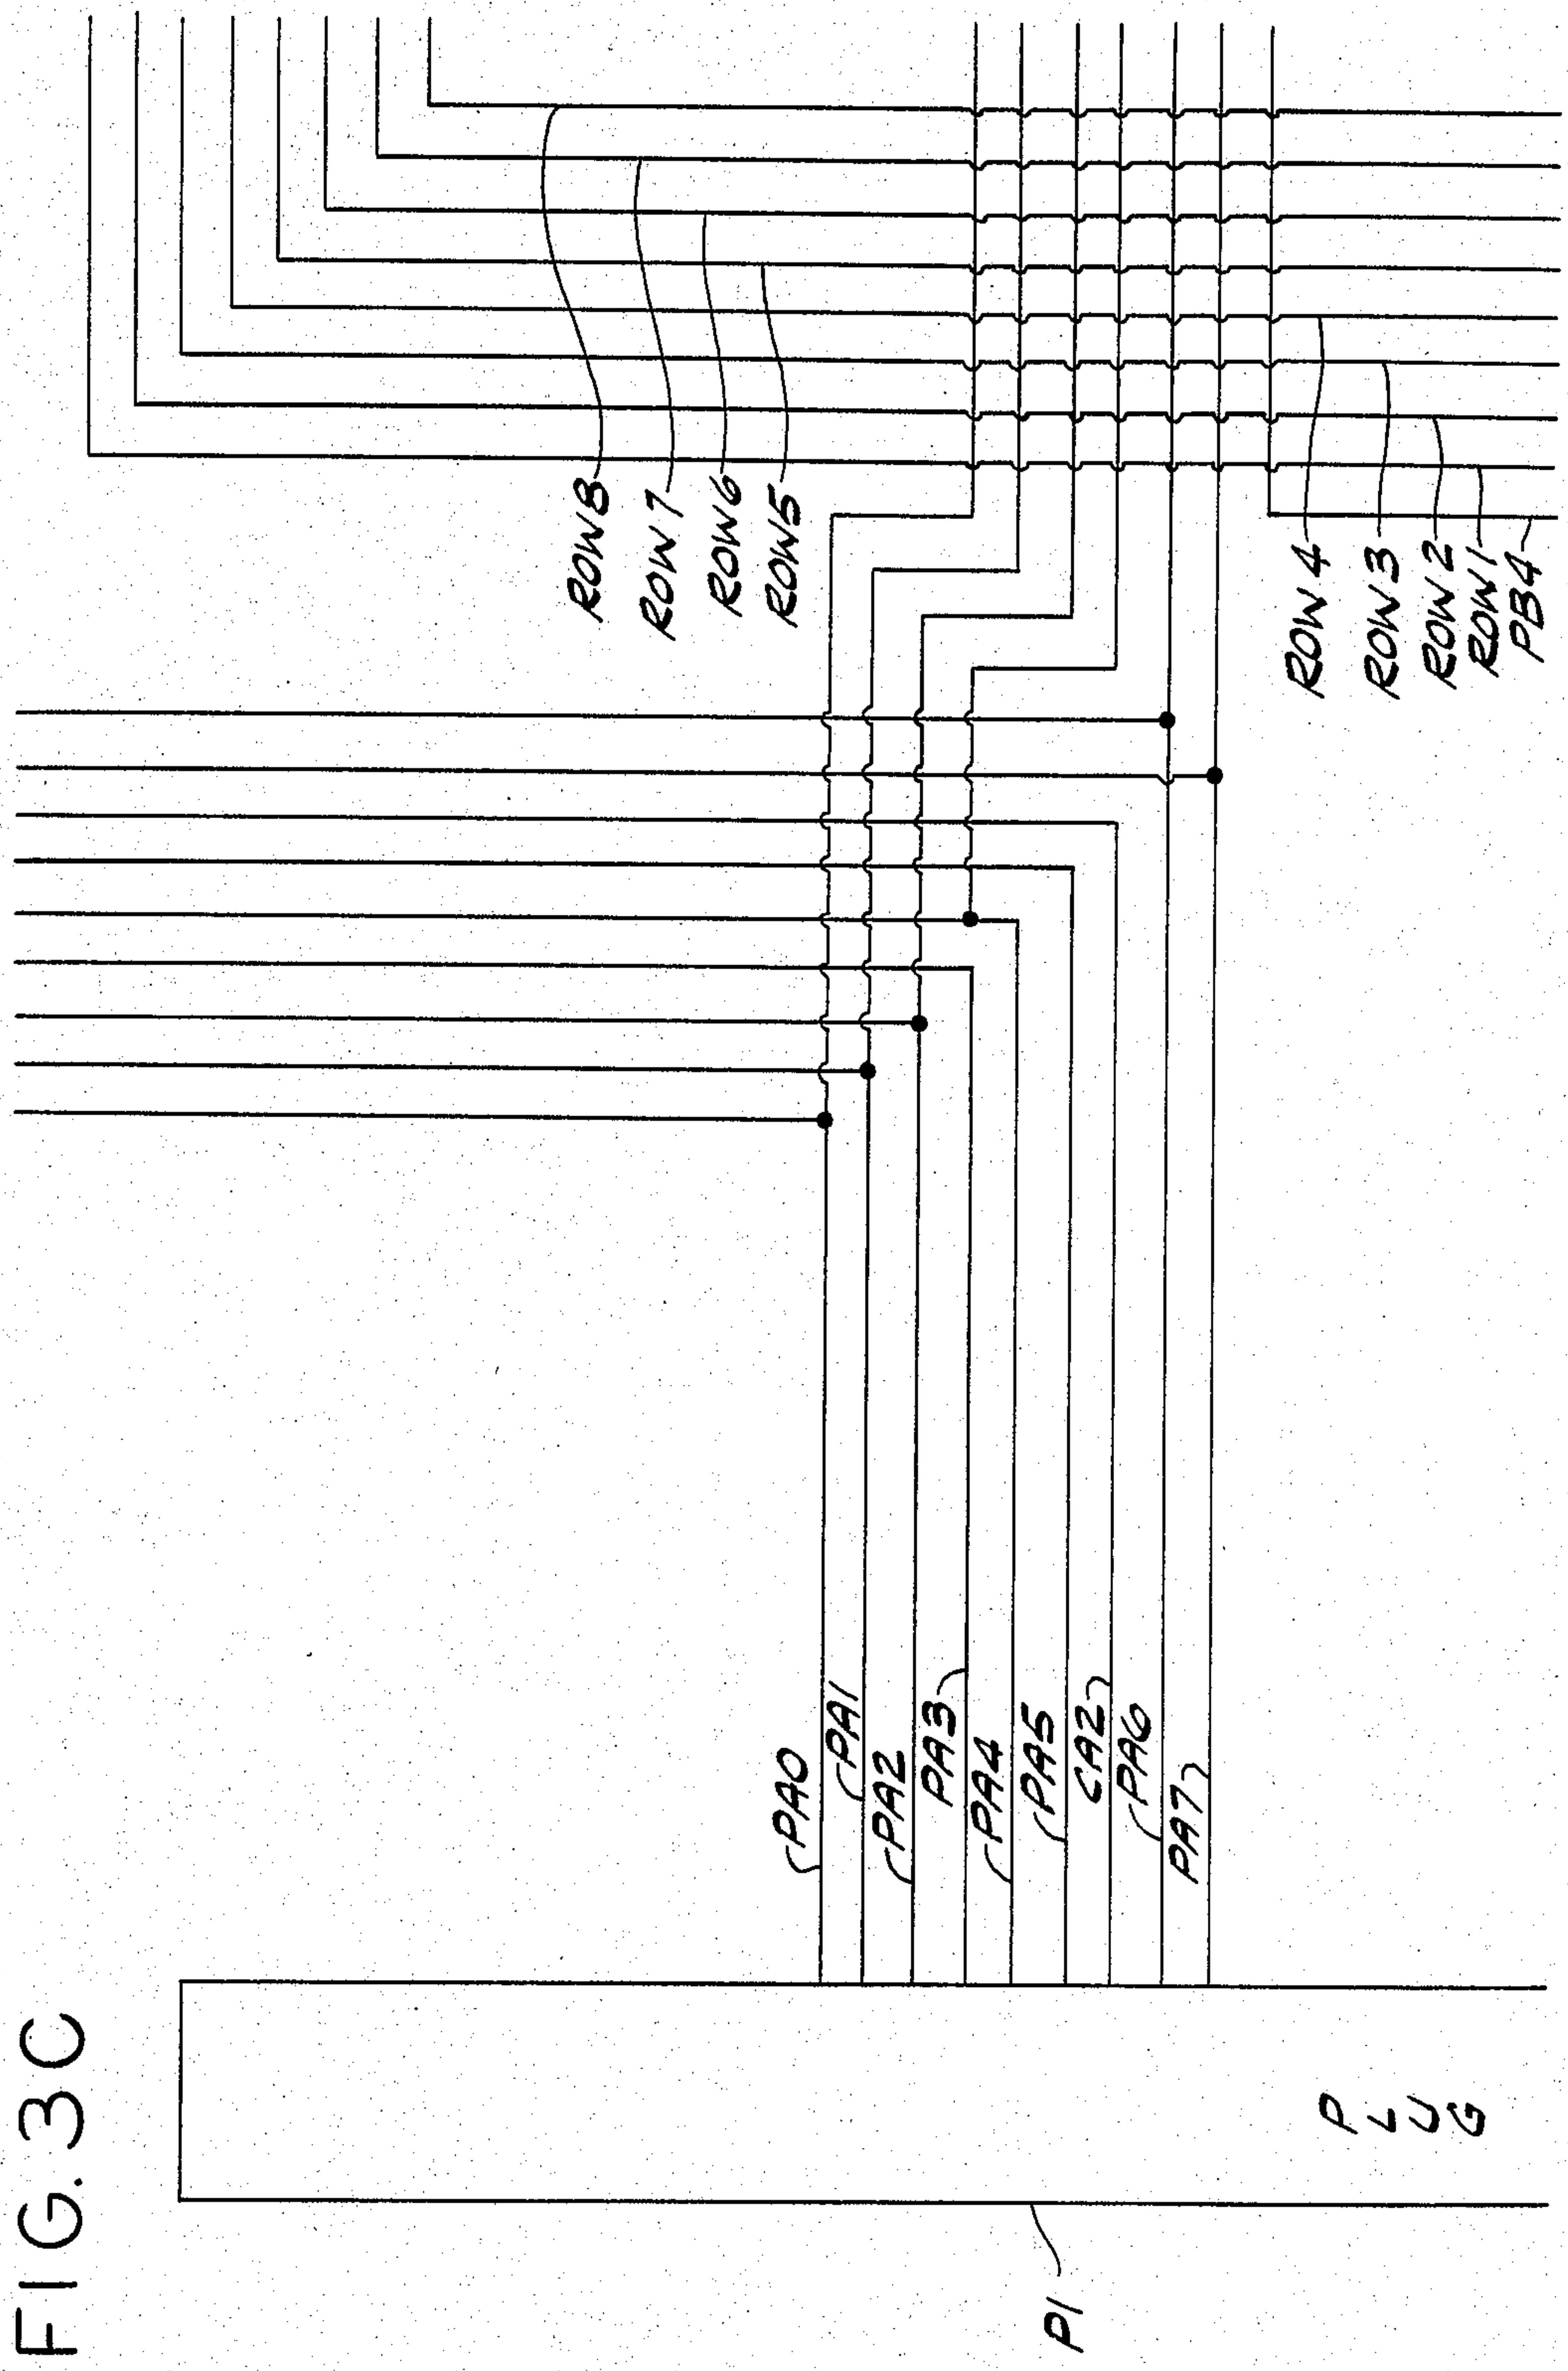 FIG. 3C
P1
PLUG
PA0
PA1
PA2
PA3
PA4
PA5
CA2
PA6
PA7
ROW 8
ROW 7
ROW 6
ROW 5
ROW 4
ROW 3
ROW 2
ROW 1
PB4